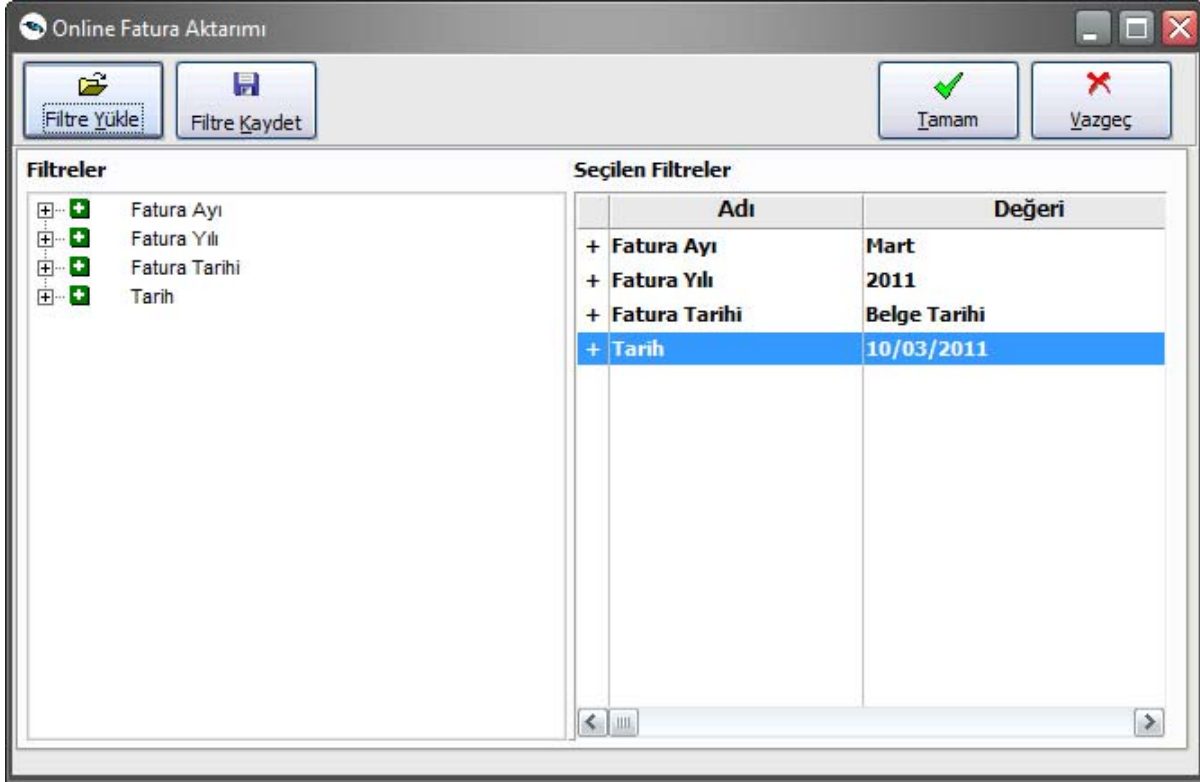 Online Fatura Aktarımı
Filtre Yükle
Filtre Kaydet
Tamam
Vazgeç
Filtreler
Fatura Ayı
Fatura Yılı
Fatura Tarihi
Tarih
Seçilen Filtreler
Adı Değeri
+ Fatura Ayı Mart
+ Fatura Yılı 2011
+ Fatura Tarihi Belge Tarihi
+ Tarih 10/03/2011